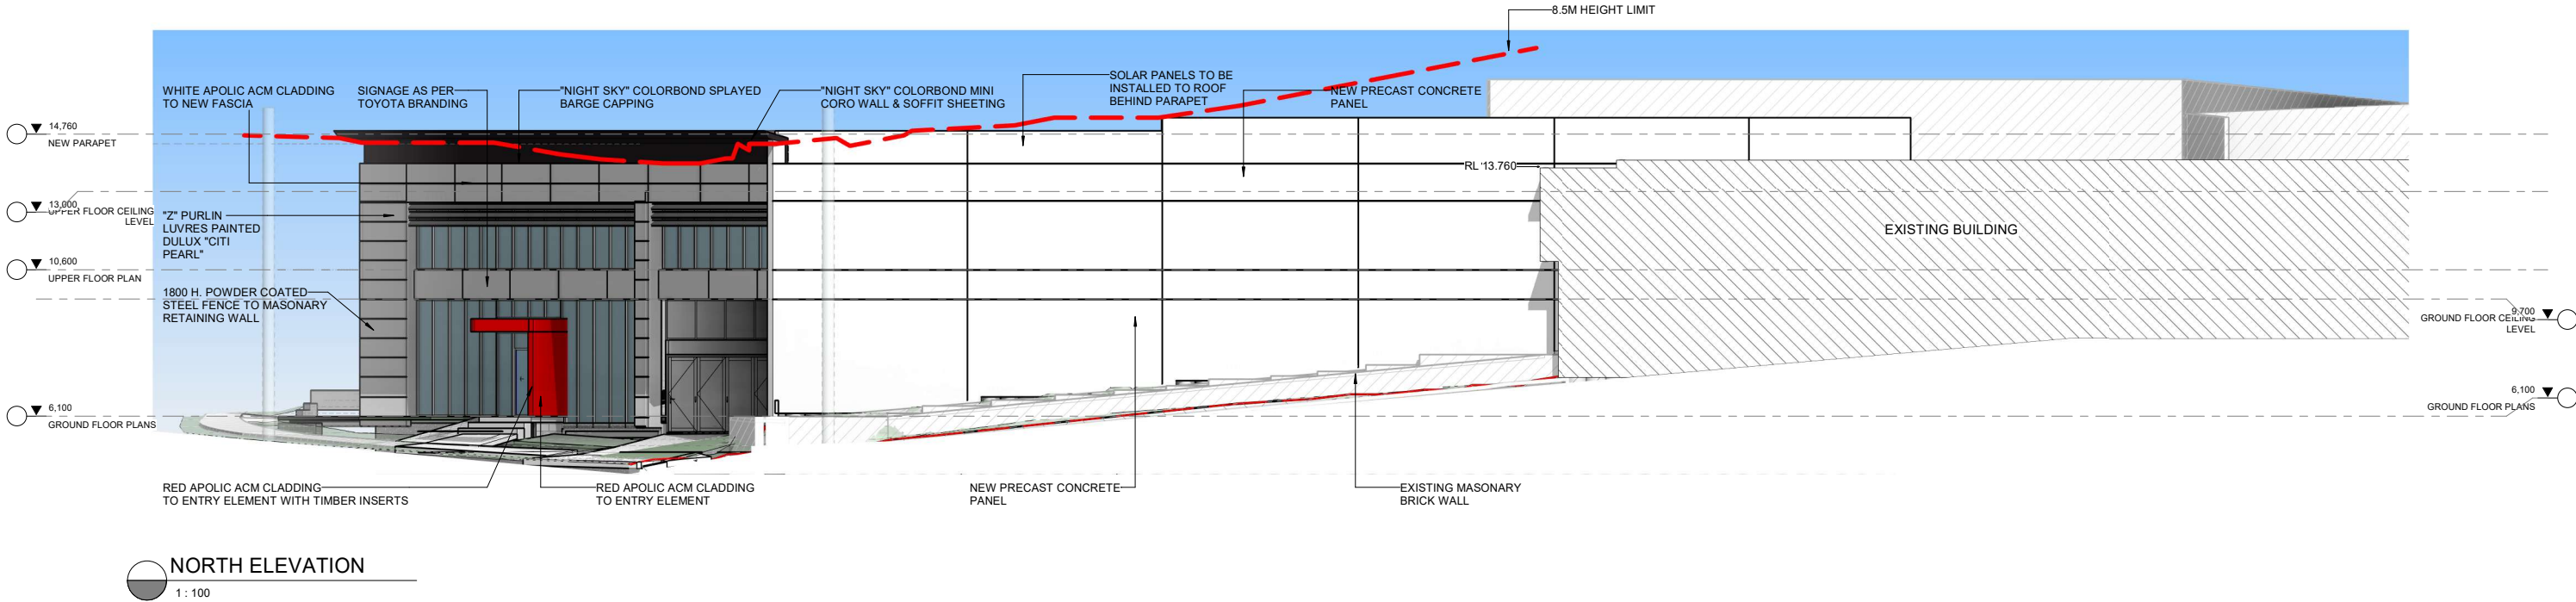 8.5M HEIGHT LIMIT
WHITE APOLIC ACM CLADDING
TO NEW FASCIA
SIGNAGE AS PER
TOYOTA BRANDING
"NIGHT SKY" COLORBOND SPLAYED
BARGE CAPPING
"NIGHT SKY" COLORBOND MINI
CORO WALL & SOFFIT SHEETING
SOLAR PANELS TO BE
INSTALLED TO ROOF
BEHIND PARAPET
NEW PRECAST CONCRETE
PANEL
14,760
NEW PARAPET
RL 13.760
13,000
UPPER FLOOR CEILING
LEVEL
"Z" PURLIN
LUVRES PAINTED
DULUX "CITI
PEARL"
EXISTING BUILDING
10,600
UPPER FLOOR PLAN
1800 H. POWDER COATED
STEEL FENCE TO MASONARY
RETAINING WALL
9,700
GROUND FLOOR CEILING
LEVEL
6,100
GROUND FLOOR PLANS
6,100
GROUND FLOOR PLANS
RED APOLIC ACM CLADDING
TO ENTRY ELEMENT WITH TIMBER INSERTS
RED APOLIC ACM CLADDING
TO ENTRY ELEMENT
NEW PRECAST CONCRETE
PANEL
EXISTING MASONARY
BRICK WALL
NORTH ELEVATION
1 : 100